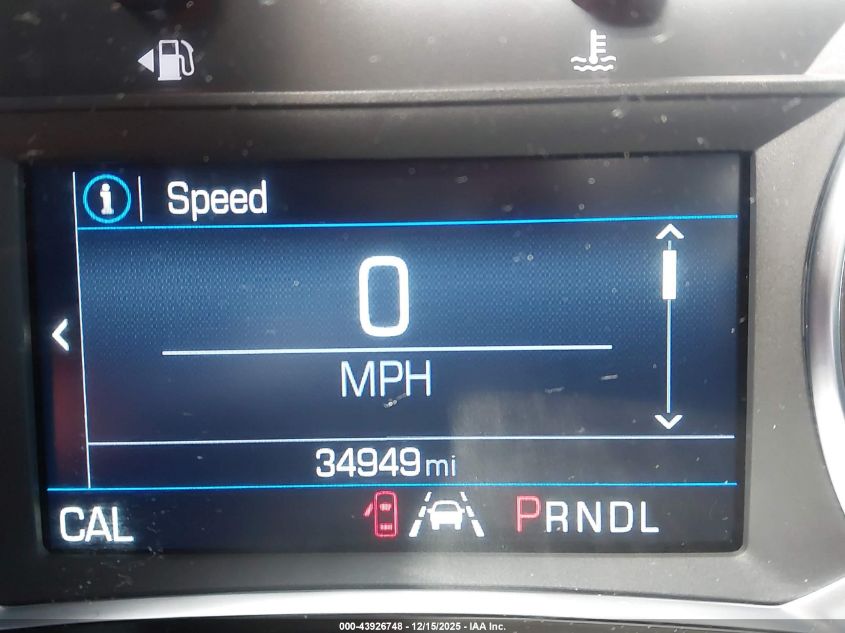 Speed
0
MPH
34949 mi
CAL
PRNDL
000-43926748 - 12/15/2025 - IAA Inc.